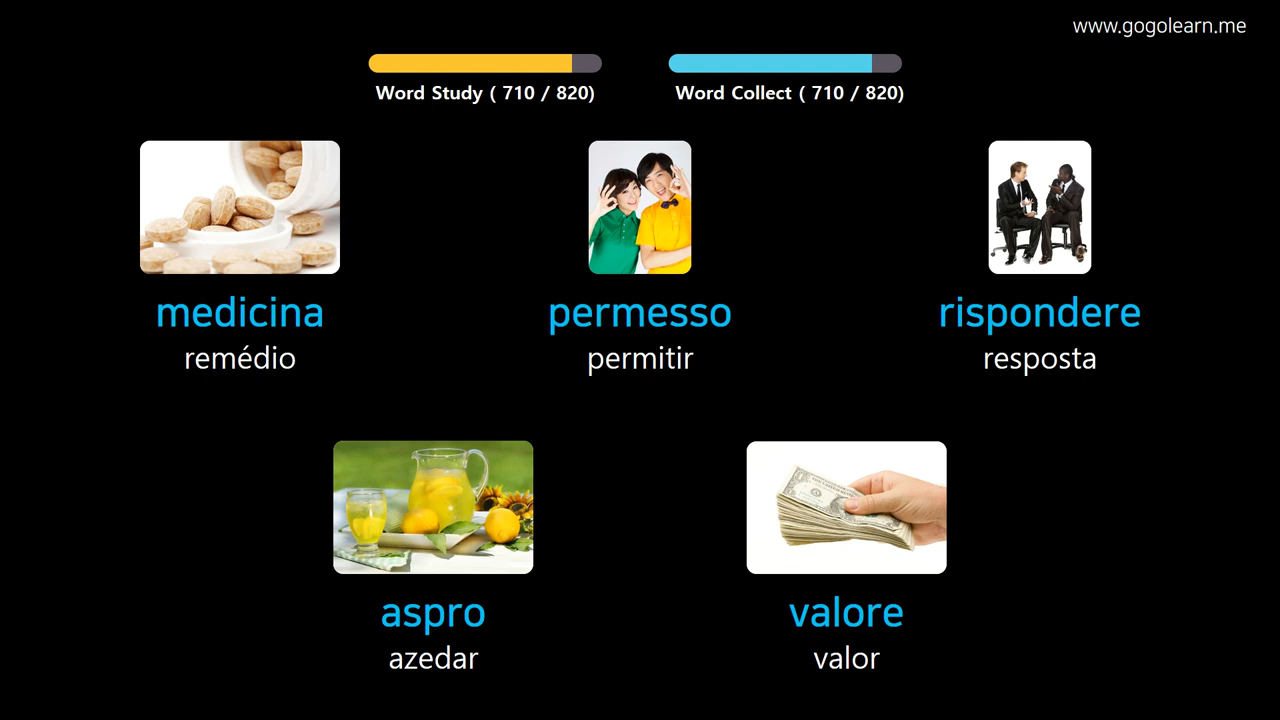 www.gogolearn.me
Word Study ( 710 / 820)
Word Collect ( 710 / 820)
medicina
remédio
permesso
permitir
rispondere
resposta
aspro
azedar
valore
valor